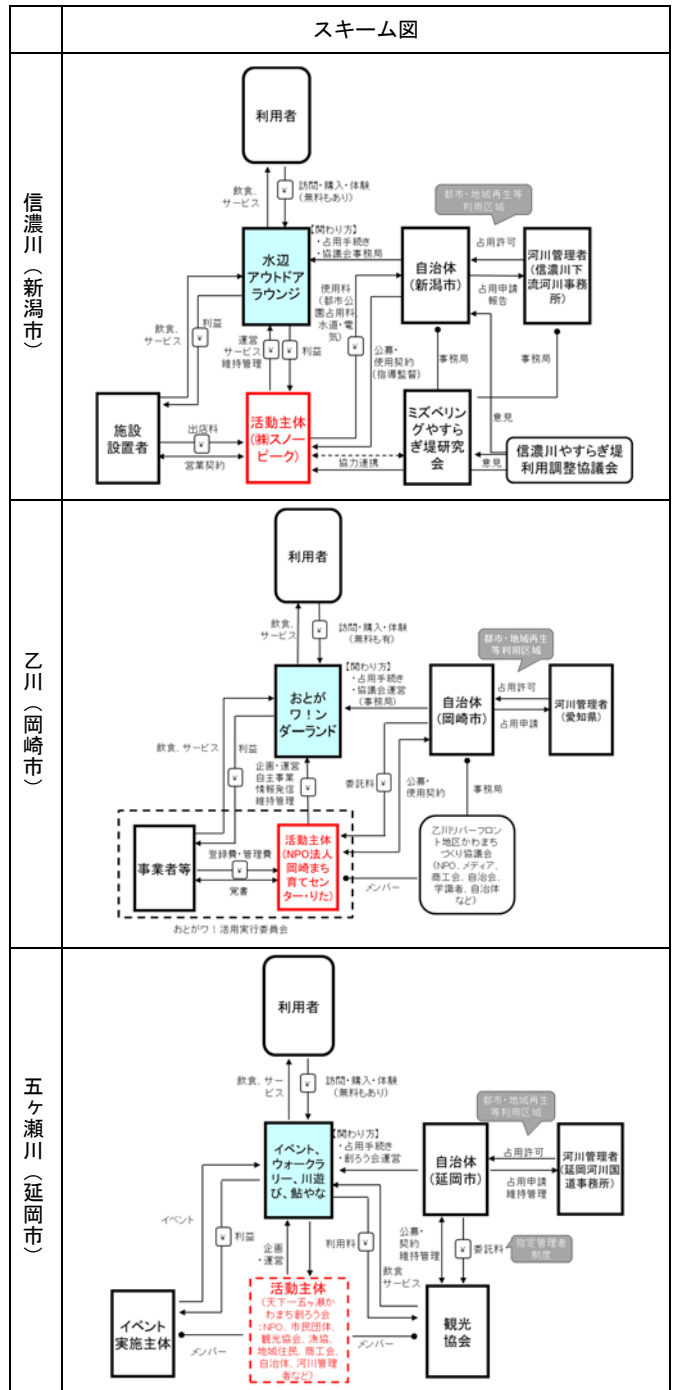 スキーム図
信濃川（新潟市）
利用者
飲食、
サービス
¥
訪問・購入・体験
(無料もあり)
都市・地域再生等
利用区域
水辺
アウトドア
ラウンジ
【関わり方】
・占用手続き
・協議会事務局
自治体
(新潟市)
占用許可
占用申請
報告
河川管理者
(信濃川下
流河川事務
所)
飲食、
サービス
利益
¥
運営
サービス
維持管理
¥
¥
利益
使用料
(都市公
園占用料、
水道・電
気)
¥
公募・
使用契約
(指導監督)
事務局
事務局
施設
設置者
出店料
¥
営業契約
活動主体
(㈱スノー
ピーク)
協力連携
ミズベリン
グやすら
ぎ堤研究
会
意見
意見
信濃川やすらぎ堤
利用調整協議会
乙川（岡崎市）
利用者
飲食、
サービス
¥
訪問・購入・体験
(無料も有)
都市・地域再生
等利用区域
おとが
ワ！ン
ダーランド
【関わり方】
・占用手続き
・協議会運営
(事務局)
自治体
(岡崎市)
占用許可
占用申請
河川管理者
(愛知県)
飲食、サービス
利益
¥
企画・運営
自主事業
情報発信
維持管理
¥
委託料
¥
公募・
使用契約
事務局
事業者等
登録費・管理費
¥
覚書
活動主体
(NPO法人
岡崎まち
育てセン
ター・りた)
メンバー
乙川リバーフロン
ト地区かわまち
づくり協議会
(NPO、メディア、
商工会、自治会、
学識者、自治体
など)
おとがワ！活用実行委員会
五ヶ瀬川（延岡市）
利用者
飲食、サー
ビス
¥
訪問・購入・体験
(無料もあり)
都市・地域再生
等利用区域
イベント、
ウォークラ
リー、川遊
び、鮎やな
【関わり方】
・占用手続き
・創ろう会運営
自治体
(延岡市)
占用許可
占用申請
維持管理
河川管理者
(延岡河川国
道事務所)
イベント
¥
利益
企画
・運営
利用料
¥
公募・
契約
維持管理
¥
委託料
指定管理者
制度
飲食
サービス
イベント
実施主体
メンバー
活動主体
(天下一五ヶ瀬か
わまち創ろう会
:NPO、市民団体、
観光協会、漁協、
地域住民、商工会、
自治体、河川管理
者など)
メンバー
観光
協会